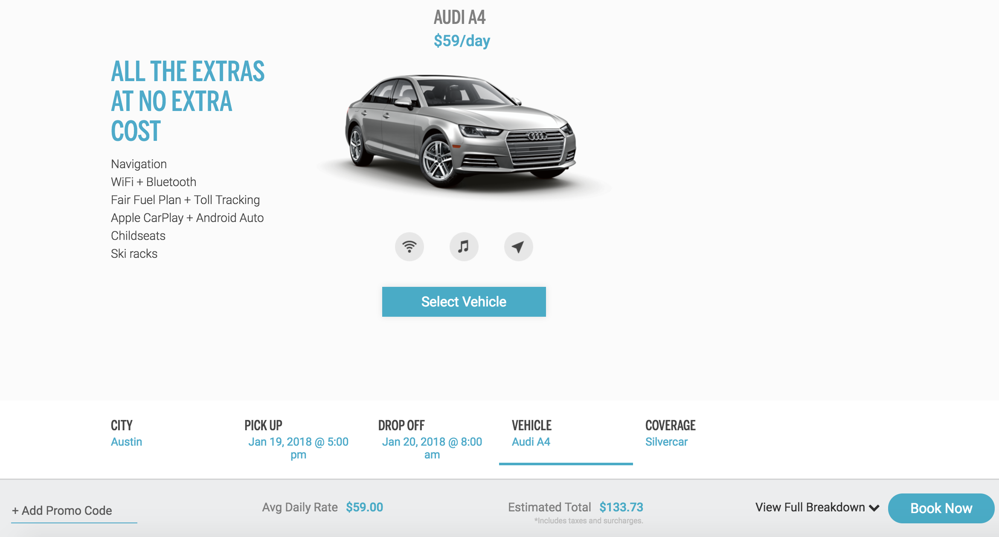 AUDI A4
$59/day
ALL THE EXTRAS
AT NO EXTRA
COST
Navigation
WiFi + Bluetooth
Fair Fuel Plan + Toll Tracking
Apple CarPlay + Android Auto
Childseats
Ski racks
Select Vehicle
CITY
Austin
PICK UP
Jan 19, 2018 @ 5:00
pm
DROP OFF
Jan 20, 2018 @ 8:00
am
VEHICLE
Audi A4
COVERAGE
Silvercar
+ Add Promo Code
Avg Daily Rate $59.00
Estimated Total $133.73
*Includes taxes and surcharges.
View Full Breakdown
Book Now